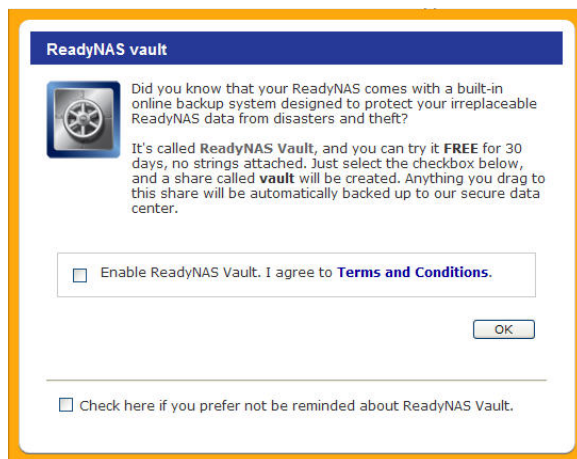 ReadyNAS vault
Did you know that your ReadyNAS comes with a built-in
online backup system designed to protect your irreplaceable
ReadyNAS data from disasters and theft?
It's called ReadyNAS Vault, and you can try it FREE for 30
days, no strings attached. Just select the checkbox below,
and a share called vault will be created. Anything you drag to
this share will be automatically backed up to our secure data
center.
Enable ReadyNAS Vault. I agree to Terms and Conditions.
OK
Check here if you prefer not be reminded about ReadyNAS Vault.